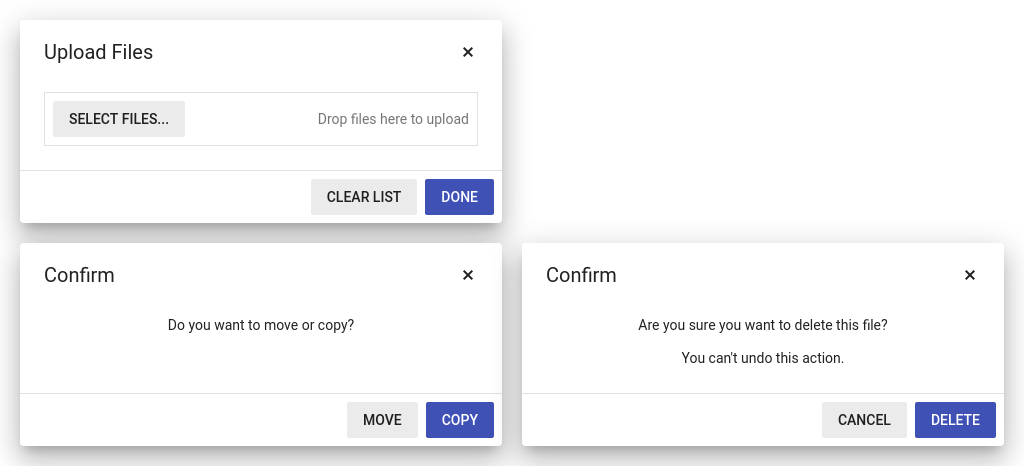 Upload Files
SELECT FILES...
Drop files here to upload
CLEAR LIST
DONE
Confirm
Do you want to move or copy?
MOVE
COPY
Confirm
Are you sure you want to delete this file?
You can't undo this action.
CANCEL
DELETE